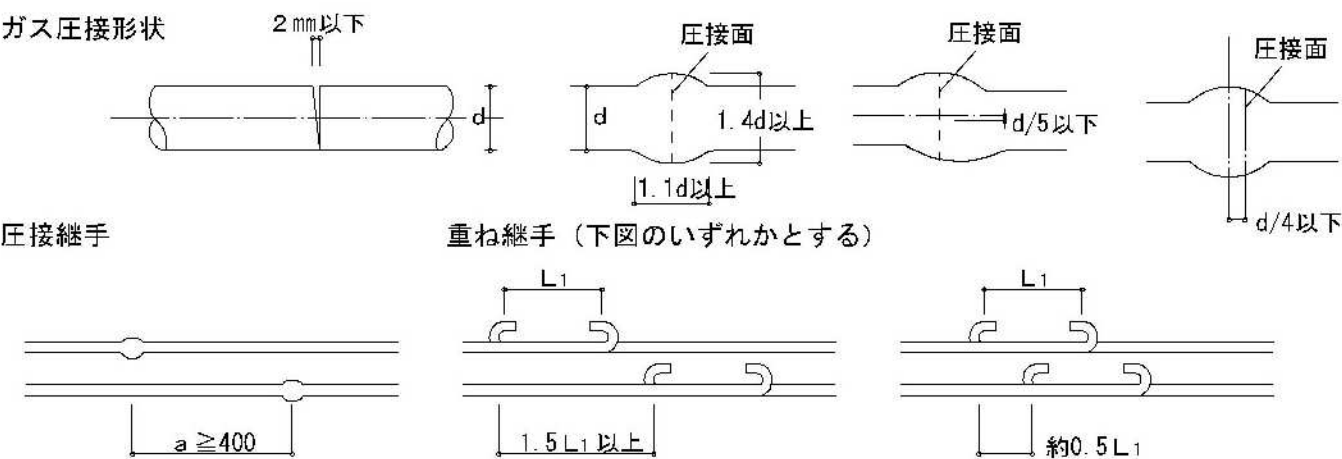 ガス圧接形状
2㎜以下
d
圧接面
d
1.4d以上
1.1d以上
圧接面
d/5以下
圧接面
d/4以下
圧接継手
重ね継手(下図のいずれかとする)
L1
L1
a≧400
1.5L1以上
約0.5L1